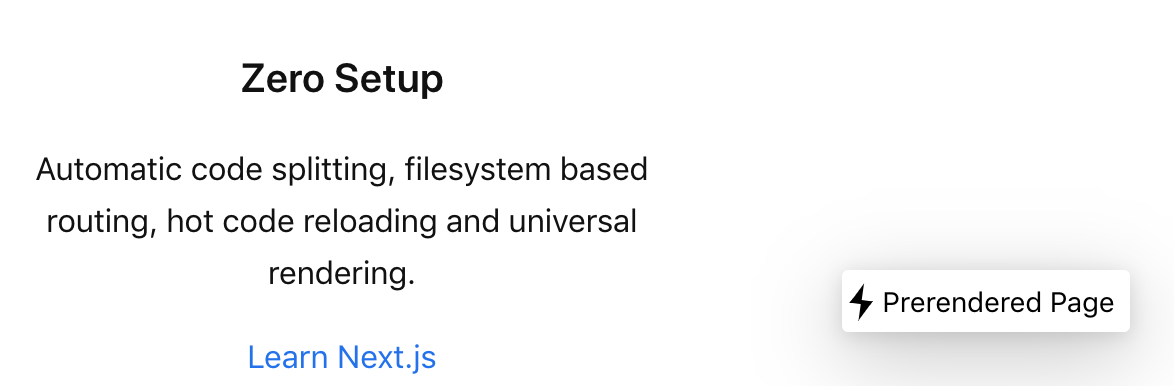 Zero Setup
Automatic code splitting, filesystem based
routing, hot code reloading and universal
rendering.
Prerendered Page
Learn Next.js